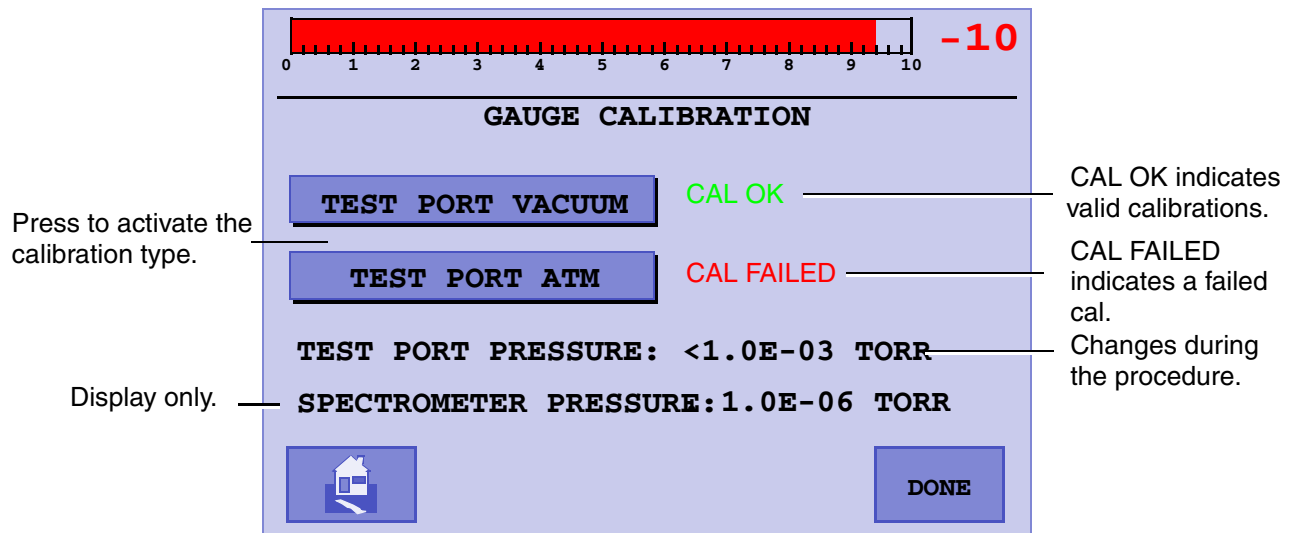 -10
0 1 2 3 4 5 6 7 8 9 10
GAUGE CALIBRATION
TEST PORT VACUUM
CAL OK
CAL OK indicates
valid calibrations.
Press to activate the
calibration type.
TEST PORT ATM
CAL FAILED
CAL FAILED
indicates a failed
cal.
TEST PORT PRESSURE: <1.0E-03 TORR
Changes during
the procedure.
Display only.
SPECTROMETER PRESSURE:1.0E-06 TORR
DONE